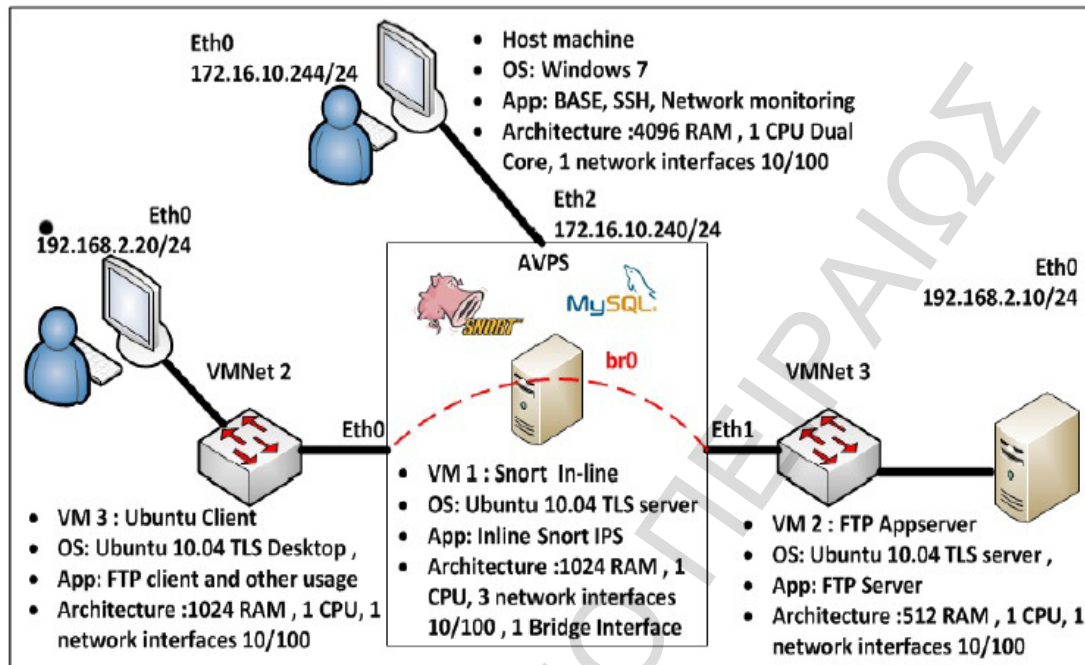 Eth0
172.16.10.244/24
• Host machine
• OS: Windows 7
• App: BASE, SSH, Network monitoring
• Architecture :4096 RAM , 1 CPU Dual
Core, 1 network interfaces 10/100
Eth2
172.16.10.240/24
Eth0
192.168.2.20/24
AVPS
SNORT
MySQL
Eth0
192.168.2.10/24
br0
VMNet 2
VMNet 3
Eth0
Eth1
• VM 3 : Ubuntu Client
• OS: Ubuntu 10.04 TLS Desktop ,
• App: FTP client and other usage
• Architecture :1024 RAM , 1 CPU, 1
network interfaces 10/100
• VM 1 : Snort In-line
• OS: Ubuntu 10.04 TLS server
• App: Inline Snort IPS
• Architecture :1024 RAM , 1
CPU, 3 network interfaces
10/100 , 1 Bridge Interface
• VM 2 : FTP Appserver
• OS: Ubuntu 10.04 TLS server ,
• App: FTP Server
• Architecture :512 RAM , 1 CPU, 1
network interfaces 10/100
ΠΕΙΡΑΙΩΣ